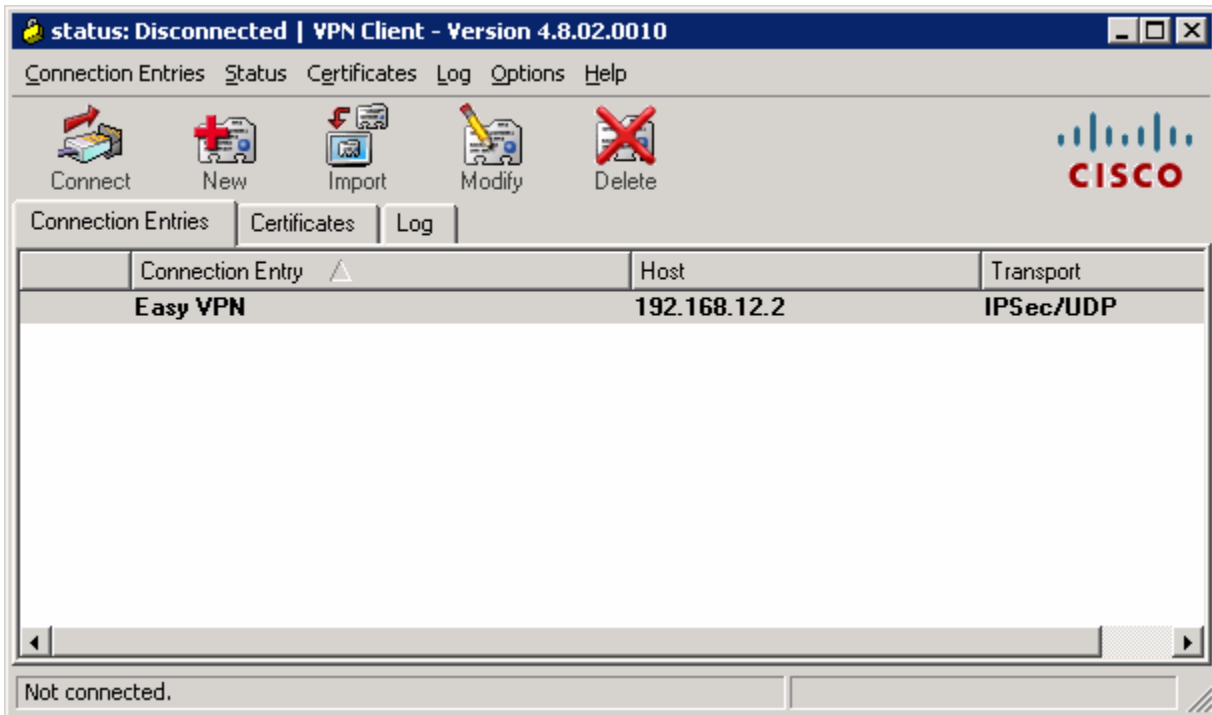 status: Disconnected | VPN Client - Version 4.8.02.0010
Connection Entries Status Certificates Log Options Help
Connect New Import Modify Delete
CISCO
Connection Entries Certificates Log
Connection Entry Host Transport
Easy VPN 192.168.12.2 IPSec/UDP
Not connected.